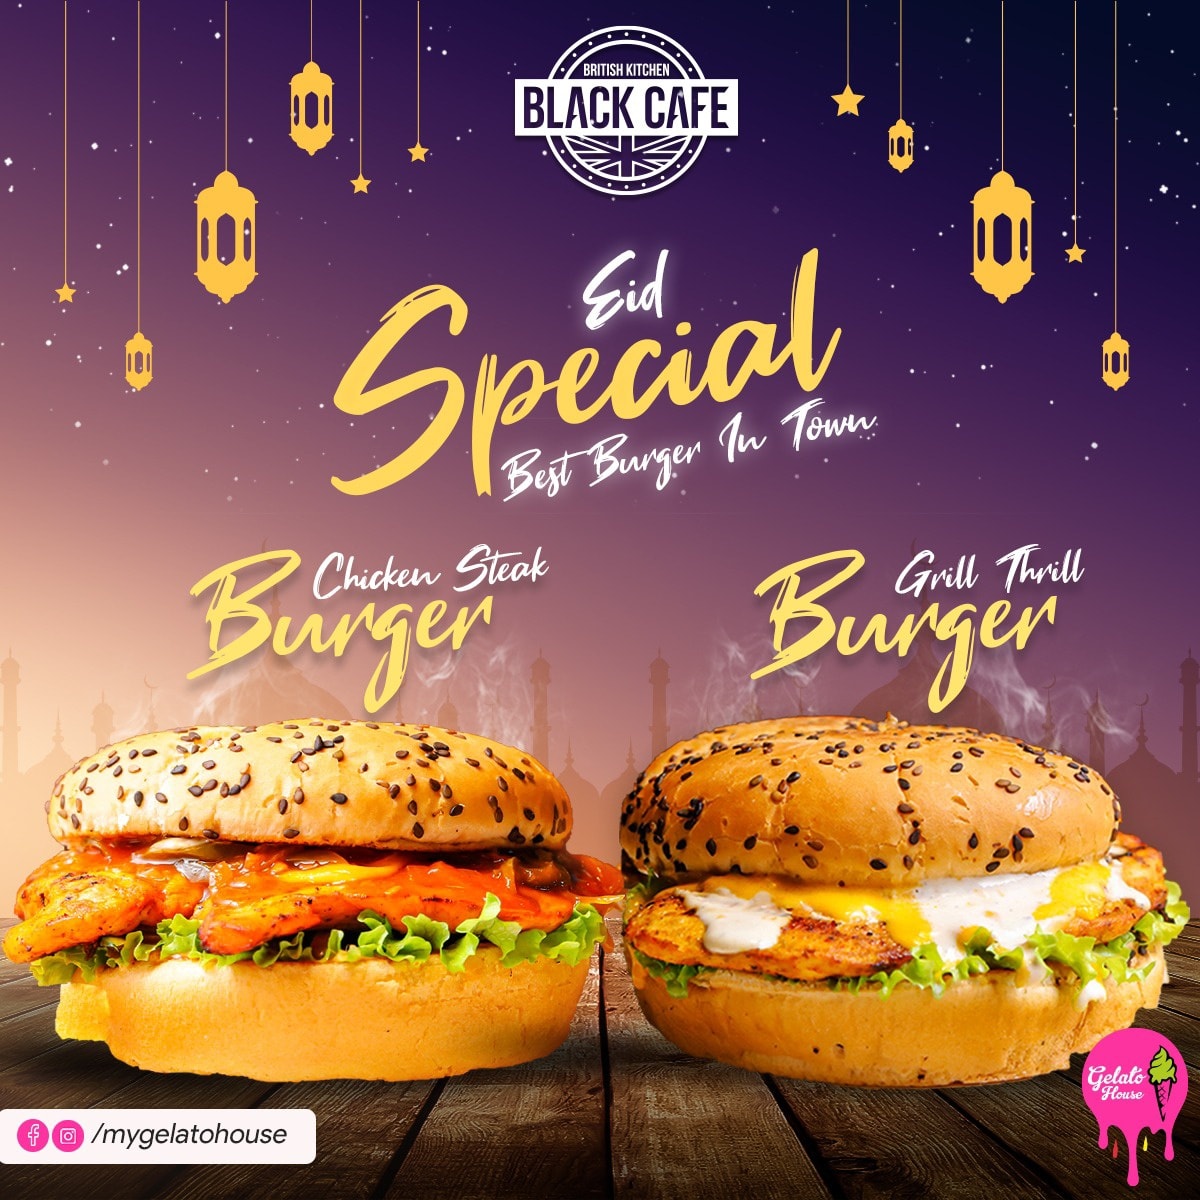 BRITISH KITCHEN
BLACK CAFE
Eid
Special
Best Burger In Town
Chicken Steak
Burger
Grill Thrill
Burger
Gelato
House
/mygelatohouse